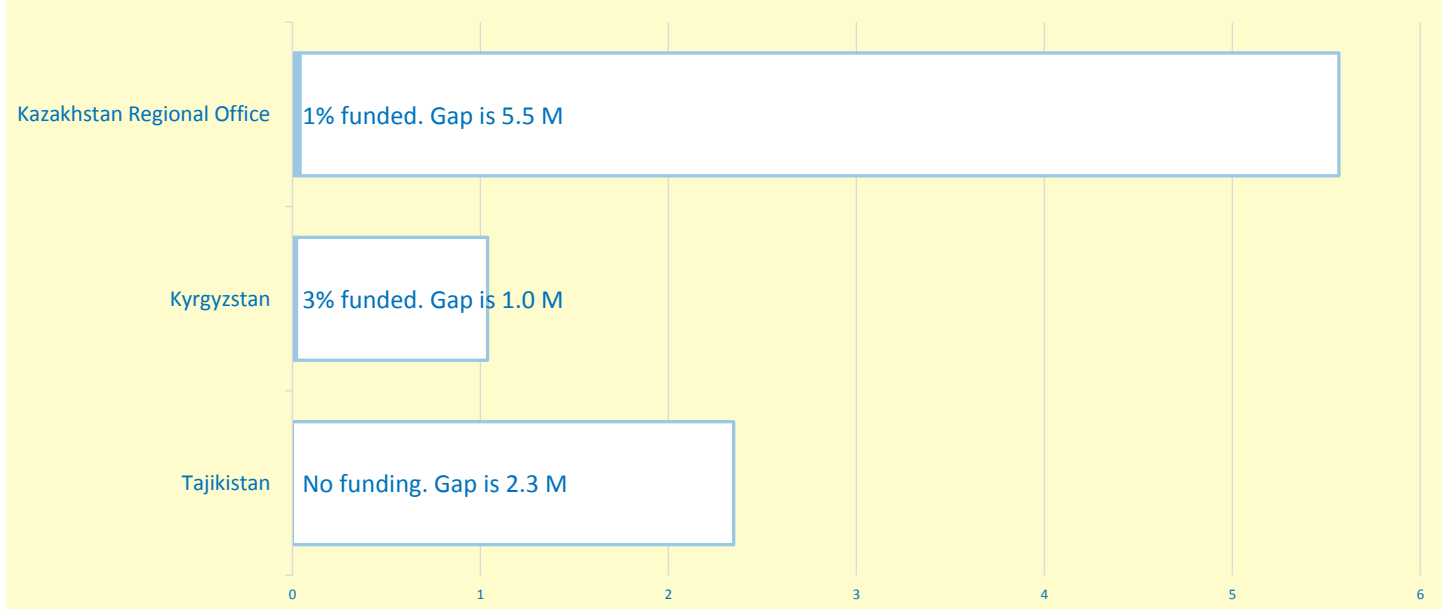 Kazakhstan Regional Office
1% funded. Gap is 5.5 M
Kyrgyzstan
3% funded. Gap is 1.0 M
Tajikistan
No funding. Gap is 2.3 M
0 1 2 3 4 5 6